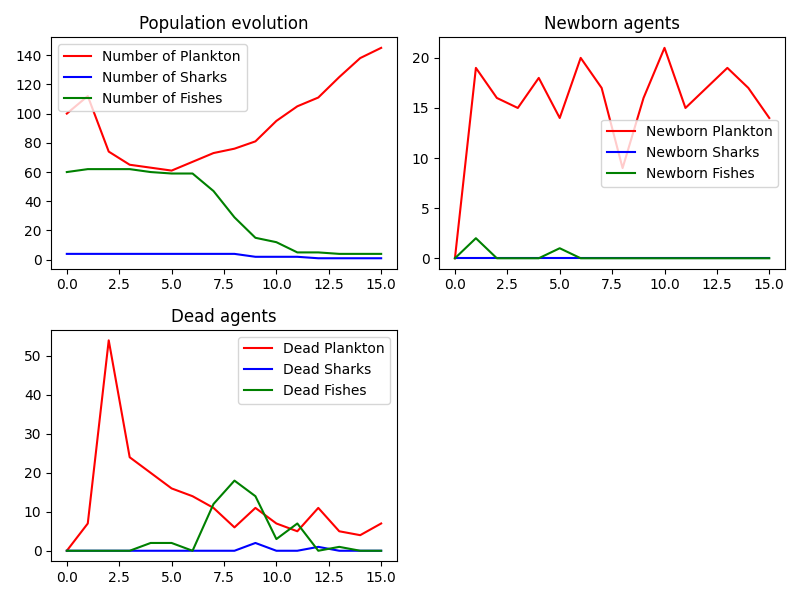 Population evolution
140
120
100
80
60
40
20
0
0.0 2.5 5.0 7.5 10.0 12.5 15.0
Number of Plankton
Number of Sharks
Number of Fishes
Newborn agents
20
15
10
5
0
0.0 2.5 5.0 7.5 10.0 12.5 15.0
Newborn Plankton
Newborn Sharks
Newborn Fishes
Dead agents
50
40
30
20
10
0
0.0 2.5 5.0 7.5 10.0 12.5 15.0
Dead Plankton
Dead Sharks
Dead Fishes